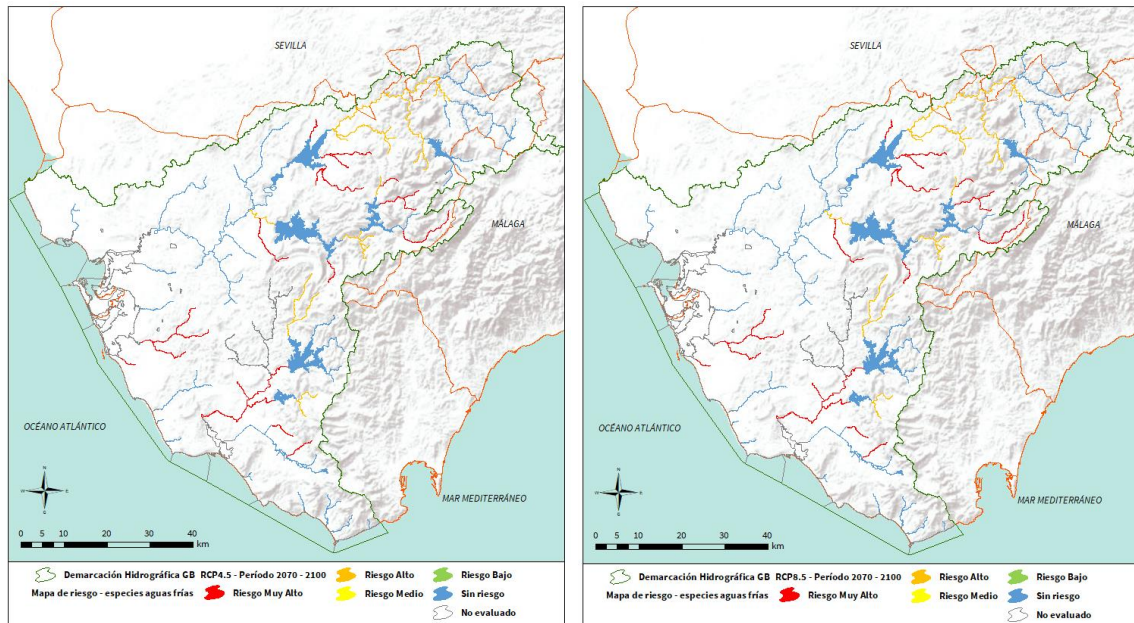 SEVILLA
MÁLAGA
OCÉANO ATLÁNTICO
MAR MEDITERRÁNEO
N
W E
S
0 5 10 20 30 40
km
Demarcación Hidrográfica GB RCP4.5 - Período 2070 - 2100
Mapa de riesgo - especies aguas frías
Riesgo Muy Alto
Riesgo Alto
Riesgo Medio
Riesgo Bajo
Sin riesgo
No evaluado
SEVILLA
MÁLAGA
OCÉANO ATLÁNTICO
MAR MEDITERRÁNEO
N
W E
S
0 5 10 20 30 40
km
Demarcación Hidrográfica GB RCP8.5 - Período 2070 - 2100
Mapa de riesgo - especies aguas frías
Riesgo Muy Alto
Riesgo Alto
Riesgo Medio
Riesgo Bajo
Sin riesgo
No evaluado